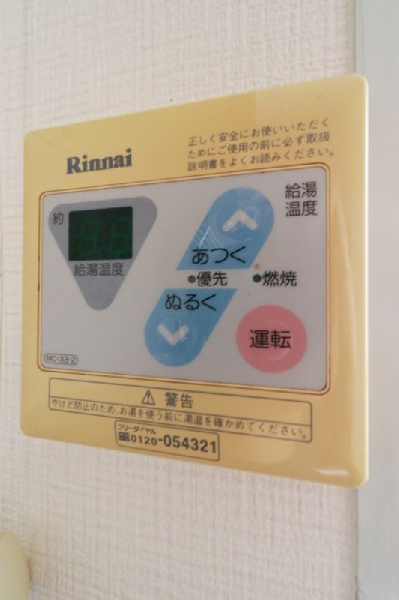 Rinnai
正しく安全にお使いいただく
ためにご使用の前に必ず取扱
説明書をよくお読みください。
給湯
温度
約
給湯温度
あつく
優先
燃焼
ぬるく
運転
MC-33-2
警告
やけど防止のため、お湯を使う前に湯温を確かめてください。
フリーダイヤル
0120-054321